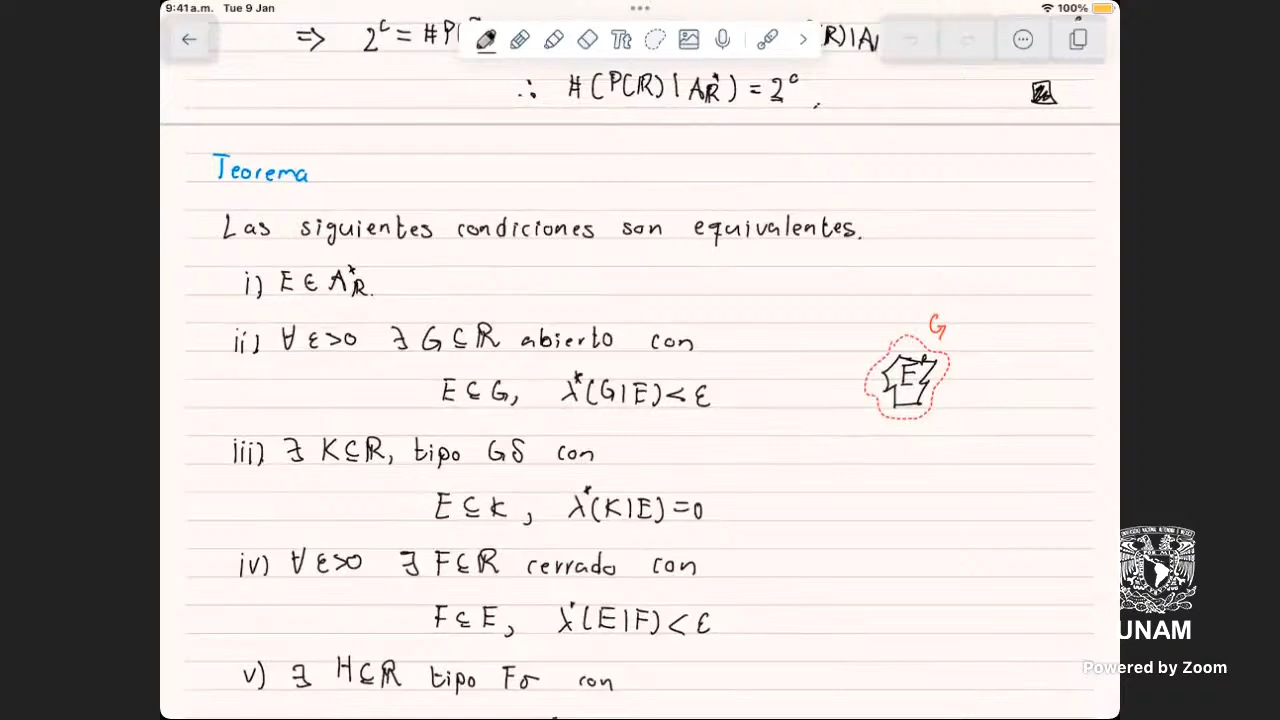 9:41 a.m. Tue 9 Jan
100%
⇒ 2^c = #P(
R) | A
∴ #(P(R) | A*R) = 2^c.
Teorema
Las siguientes condiciones son equivalentes.
i) E ∈ A*R.
ii) ∀ ε>0 ∃ G ⊆ R abierto con
E ⊆ G, λ*(G|E) < ε
G
E
iii) ∃ K ⊆ R, tipo Gδ con
E ⊆ K, λ*(K|E) = 0
iv) ∀ ε>0 ∃ F ⊆ R cerrado con
F ⊆ E, λ*(E|F) < ε
v) ∃ H ⊆ R tipo Fσ con
UNAM
Powered by Zoom